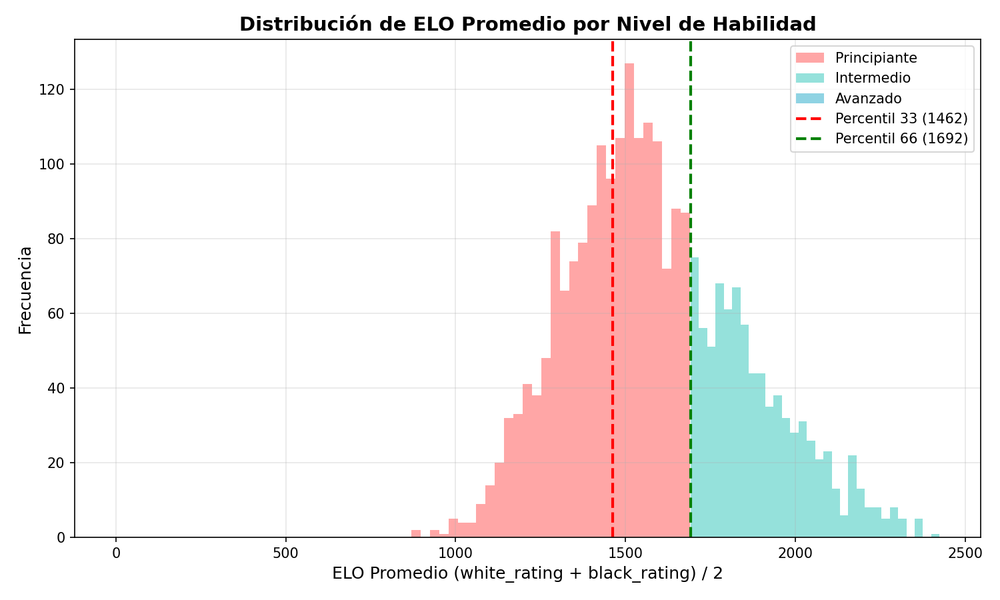 Distribución de ELO Promedio por Nivel de Habilidad
Principiante
Intermedio
Avanzado
Percentil 33 (1462)
Percentil 66 (1692)
Frecuencia
120
100
80
60
40
20
0
0 500 1000 1500 2000 2500
ELO Promedio (white_rating + black_rating) / 2